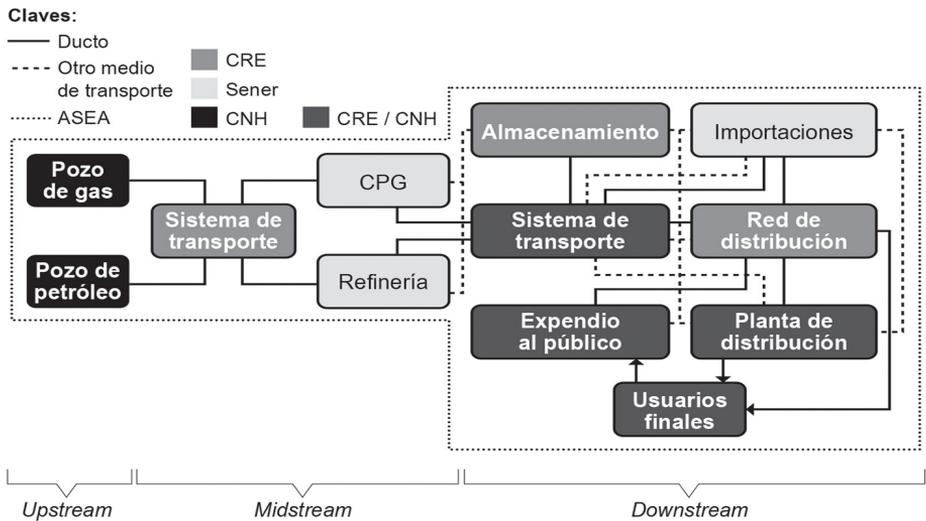 Claves:
Ducto
Otro medio
de transporte
ASEA
CRE
Sener
CNH
CRE / CNH
Pozo
de gas
Pozo de
petróleo
Sistema de
transporte
CPG
Refinería
Almacenamiento
Importaciones
Sistema de
transporte
Red de
distribución
Expendio
al público
Planta de
distribución
Usuarios
finales
Upstream
Midstream
Downstream